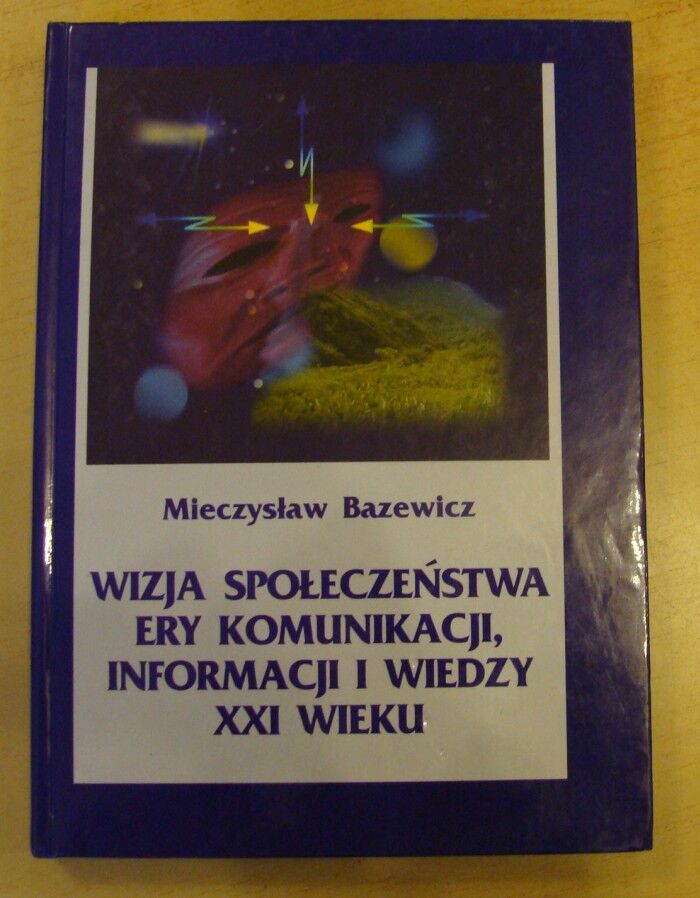 Mieczysław Bazewicz
WIZJA SPOŁECZEŃSTWA
ERY KOMUNIKACJI,
INFORMACJI I WIEDZY
XXI WIEKU